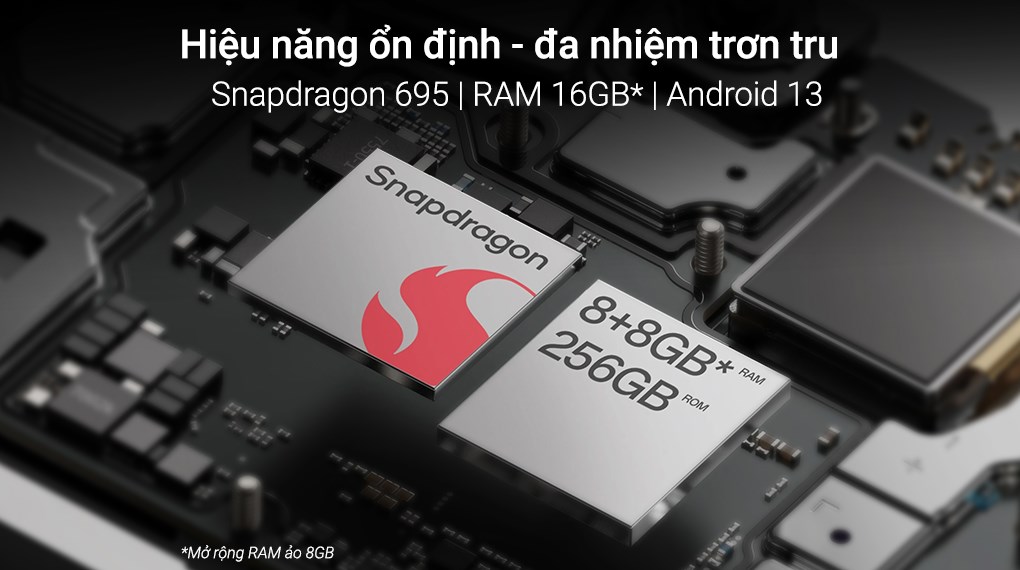 Hiệu năng ổn định - đa nhiệm trơn tru
Snapdragon 695 | RAM 16GB* | Android 13
Snapdragon
8+8GB* RAM
256GB ROM
*Mở rộng RAM ảo 8GB